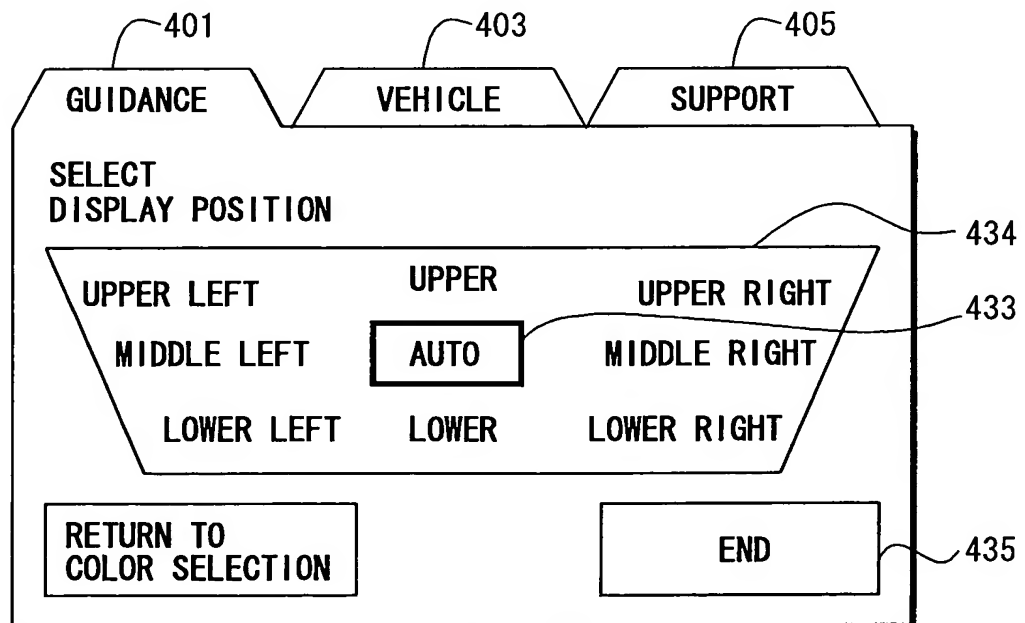 401 403 405
GUIDANCE VEHICLE SUPPORT
SELECT
DISPLAY POSITION
434
UPPER LEFT UPPER UPPER RIGHT
433
MIDDLE LEFT AUTO MIDDLE RIGHT
LOWER LEFT LOWER LOWER RIGHT
RETURN TO
COLOR SELECTION
END
435